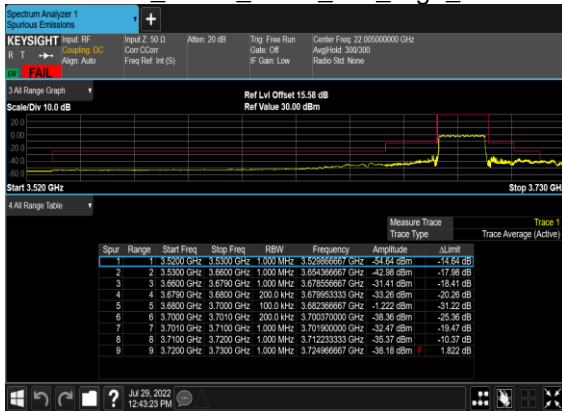 Spectrum Analyzer 1
Spurious Emissions
KEYSIGHT Input: RF Input Z: 50 Ω Atten: 20 dB Trig: Free Run Center Freq: 22.005000000 GHz
R T Coupling: DC Corr CCorr Gate: Off Avg|Hold: 300/300
Align: Auto Freq Ref: Int (S) IF Gain: Low Radio Std: None
FAIL
3 All Range Graph
Ref Lvl Offset 15.58 dB
Scale/Div 10.0 dB Ref Value 30.00 dBm
20.0
0.00
-20.0
-40.0
-60.0
Start 3.520 GHz Stop 3.730 GHz
4 All Range Table
Measure Trace Trace 1
Trace Type Trace Average (Active)
Spur Range Start Freq Stop Freq RBW Frequency Amplitude ΔLimit
1 1 3.5200 GHz 3.5300 GHz 1.000 MHz 3.529866667 GHz -54.64 dBm -14.64 dB
2 2 3.5300 GHz 3.6600 GHz 1.000 MHz 3.654366667 GHz -42.98 dBm -17.98 dB
3 3 3.6600 GHz 3.6790 GHz 1.000 MHz 3.678556667 GHz -31.41 dBm -18.41 dB
4 4 3.6790 GHz 3.6800 GHz 200.0 kHz 3.679953333 GHz -33.26 dBm -20.26 dB
5 5 3.6800 GHz 3.7000 GHz 100.0 kHz 3.682366667 GHz -1.222 dBm -31.22 dB
6 6 3.7000 GHz 3.7010 GHz 200.0 kHz 3.700370000 GHz -38.36 dBm -25.36 dB
7 7 3.7010 GHz 3.7100 GHz 1.000 MHz 3.701900000 GHz -32.47 dBm -19.47 dB
8 8 3.7100 GHz 3.7200 GHz 1.000 MHz 3.712233333 GHz -35.37 dBm -10.37 dB
9 9 3.7200 GHz 3.7300 GHz 1.000 MHz 3.724966667 GHz -38.18 dBm F 1.822 dB
? Jul 29, 2022
12:43:23 PM